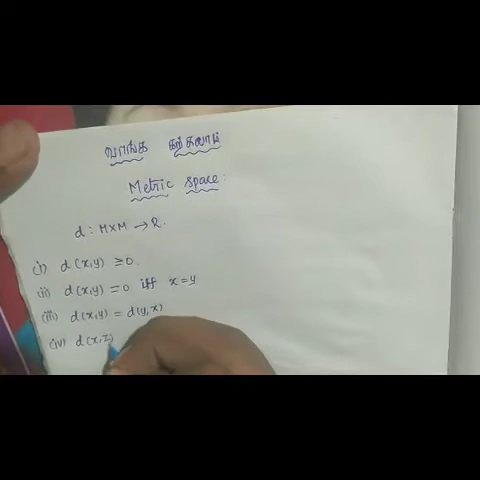 வாங்க கற்கலாம்
Metric space:
d : M×M → R.
(i) d(x,y) ≥ 0.
(ii) d(x,y) = 0 iff x = y
(iii) d(x,y) = d(y,x)
(iv) d(x,z)